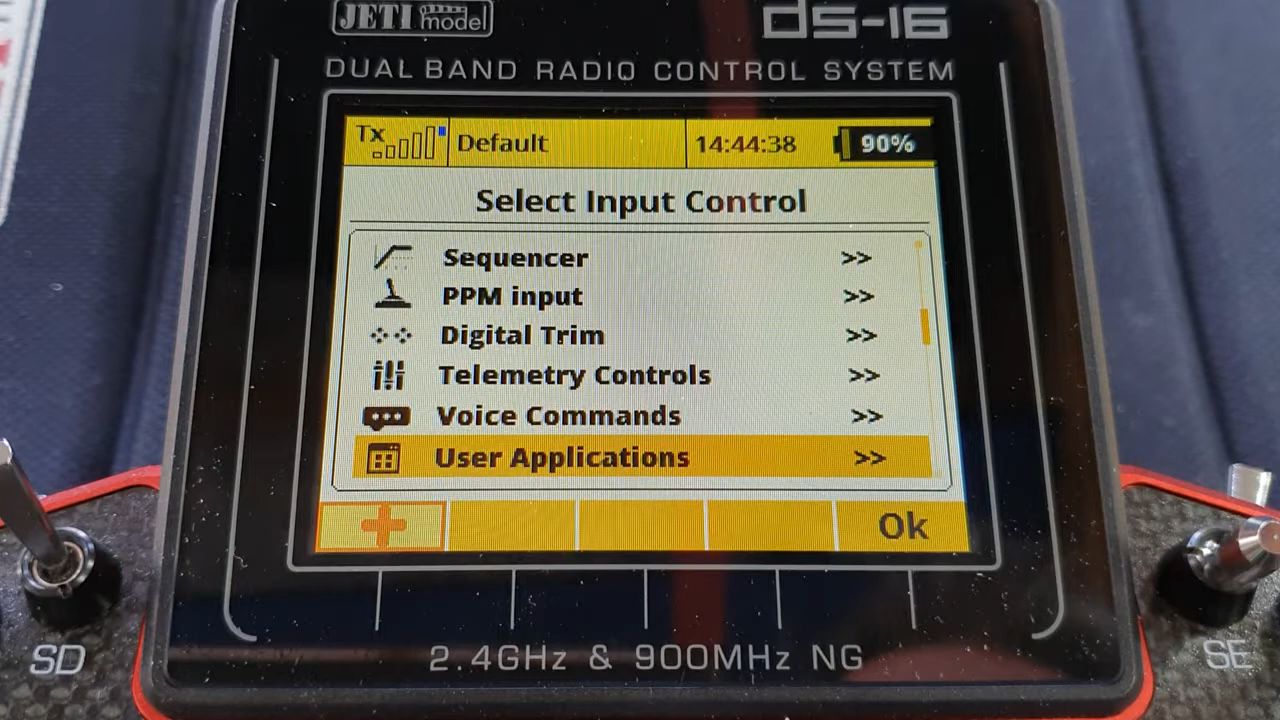 JETI model
DS-16
DUAL BAND RADIO CONTROL SYSTEM
Tx Default 14:44:38 90%
Select Input Control
Sequencer >>
PPM input >>
Digital Trim >>
Telemetry Controls >>
Voice Commands >>
User Applications >>
Ok
SD
SE
2.4GHz & 900MHz NG